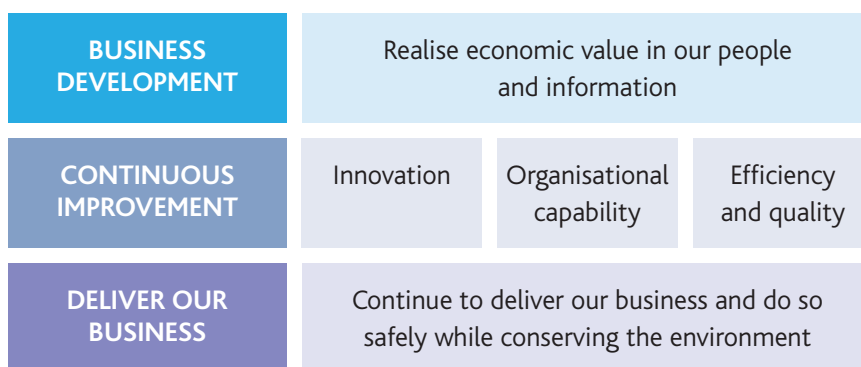 BUSINESS
DEVELOPMENT
Realise economic value in our people
and information
CONTINUOUS
IMPROVEMENT
Innovation
Organisational
capability
Efficiency
and quality
DELIVER OUR
BUSINESS
Continue to deliver our business and do so
safely while conserving the environment